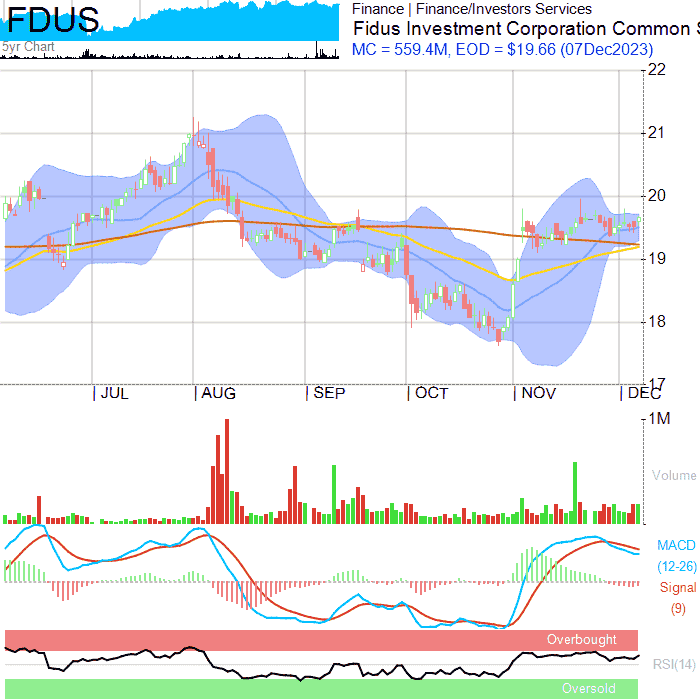 FDUS
5yr Chart
Finance | Finance/Investors Services
Fidus Investment Corporation Common S
MC = 559.4M, EOD = $19.66 (07Dec2023)
22
21
20
19
18
17
JUL
AUG
SEP
OCT
NOV
DEC
1M
Volume
MACD
(12-26)
Signal
(9)
Overbought
RSI(14)
Oversold